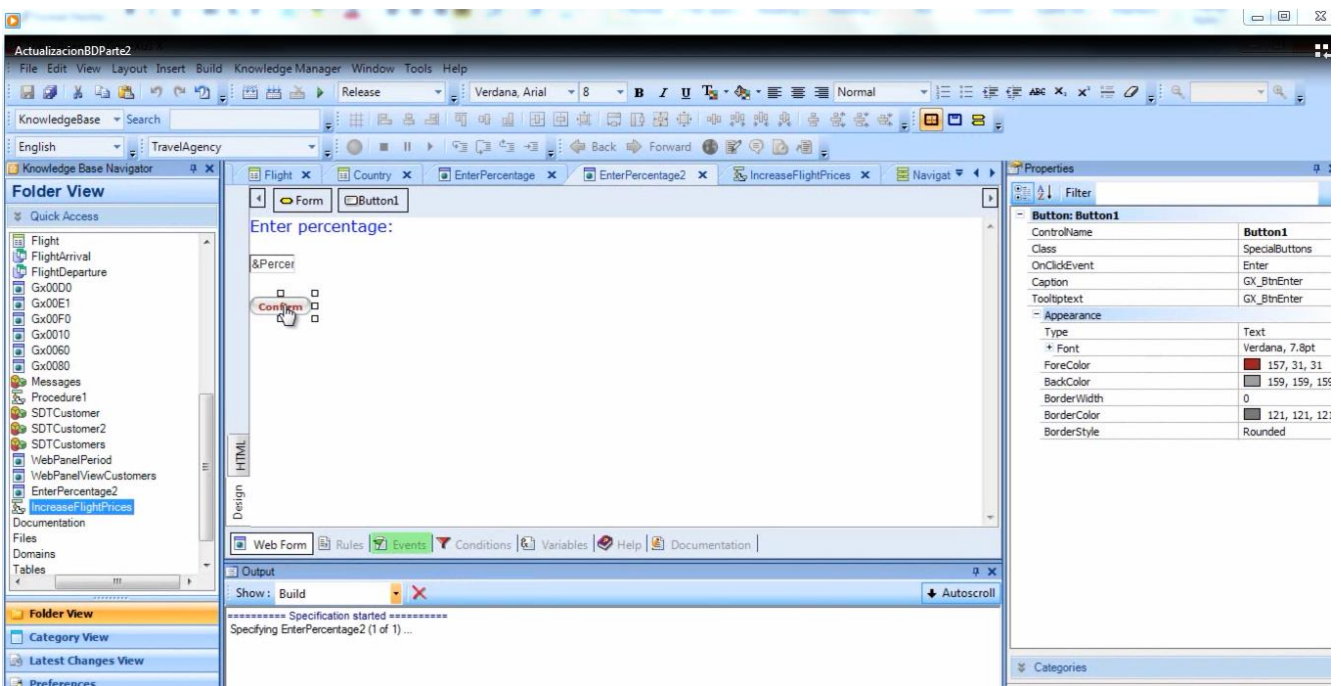 ActualizacionBDParte2
File Edit View Layout Insert Build Knowledge Manager Window Tools Help
Release Verdana, Arial 8 B I U Normal ABC X, x²
KnowledgeBase Search
English TravelAgency Back Forward
Knowledge Base Navigator
Folder View
Quick Access
Flight
FlightArrival
FlightDeparture
Gx00D0
Gx00E1
Gx00F0
Gx0010
Gx0060
Gx0080
Messages
Procedure1
SDTCustomer
SDTCustomer2
SDTCustomers
WebPanelPeriod
WebPanelViewCustomers
EnterPercentage2
IncreaseFlightPrices
Documentation
Files
Domains
Tables
Folder View
Category View
Latest Changes View
Preferences
Flight Country EnterPercentage EnterPercentage2 IncreaseFlightPrices Navigat
Form Button1
Enter percentage:
&Percer
Confirm
HTML
Design
Web Form Rules Events Conditions Variables Help Documentation
Output
Show: Build Autoscroll
========== Specification started ==========
Specifying EnterPercentage2 (1 of 1) ...
Properties
Filter
Button: Button1
ControlName Button1
Class SpecialButtons
OnClickEvent Enter
Caption GX_BtnEnter
Tooltiptext GX_BtnEnter
Appearance
Type Text
Font Verdana, 7.8pt
ForeColor 157, 31, 31
BackColor 159, 159, 159
BorderWidth 0
BorderColor 121, 121, 121
BorderStyle Rounded
Categories